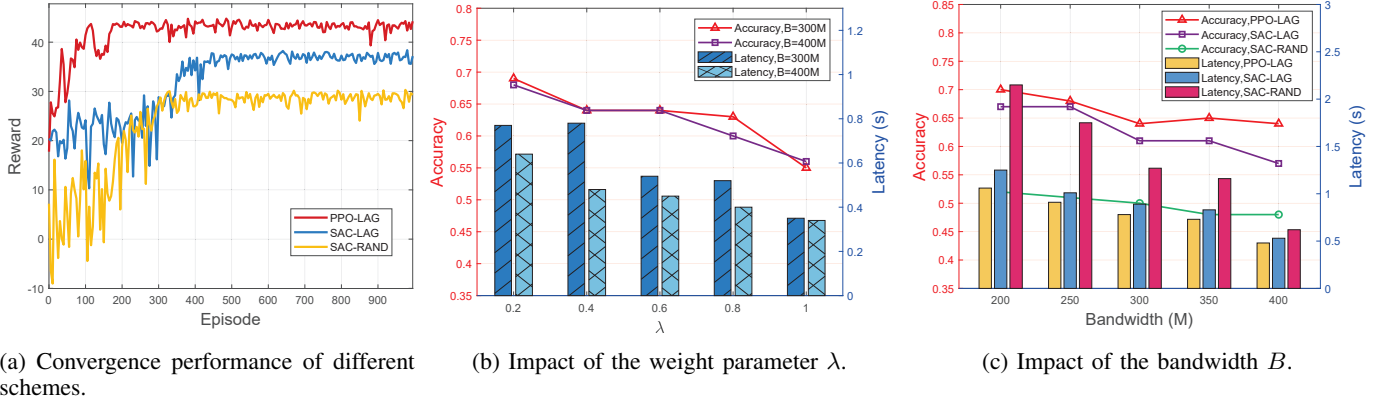 40
30
20
10
0
-10
Reward
PPO-LAG
SAC-LAG
SAC-RAND
0 100 200 300 400 500 600 700 800 900
Episode
(a) Convergence performance of different
schemes.
0.8
0.75
0.7
0.65
0.6
0.55
0.5
0.45
0.4
0.35
Accuracy
Accuracy,B=300M
Accuracy,B=400M
Latency,B=300M
Latency,B=400M
1.2
1
0.8
0.6
0.4
0.2
0
Latency (s)
0.2 0.4 0.6 0.8 1
λ
(b) Impact of the weight parameter λ.
0.85
0.8
0.75
0.7
0.65
0.6
0.55
0.5
0.45
0.4
0.35
Accuracy
Accuracy,PPO-LAG
Accuracy,SAC-LAG
Accuracy,SAC-RAND
Latency,PPO-LAG
Latency,SAC-LAG
Latency,SAC-RAND
3
2.5
2
1.5
1
0.5
0
Latency (s)
200 250 300 350 400
Bandwidth (M)
(c) Impact of the bandwidth B.